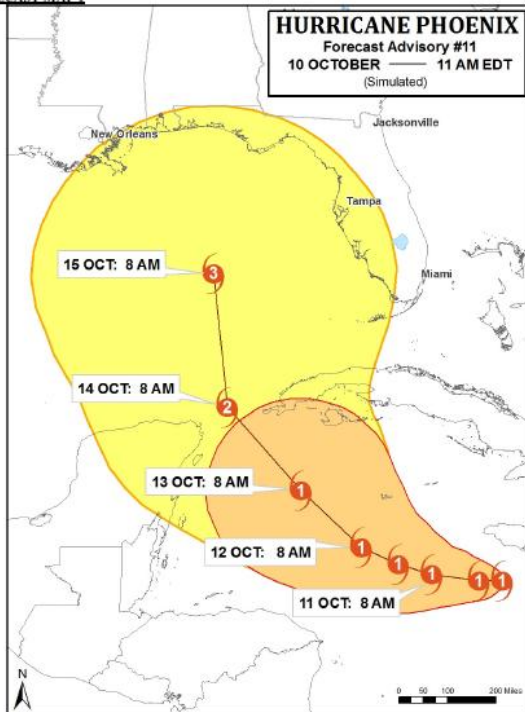 HURRICANE PHOENIX
Forecast Advisory #11
10 OCTOBER — 11 AM EDT
(Simulated)
Jacksonville
New Orleans
Tampa
15 OCT: 8 AM
3
Miami
14 OCT: 8 AM
2
13 OCT: 8 AM
1
12 OCT: 8 AM
1
1
1
1
1
11 OCT: 8 AM
N
0 50 100 200 Miles